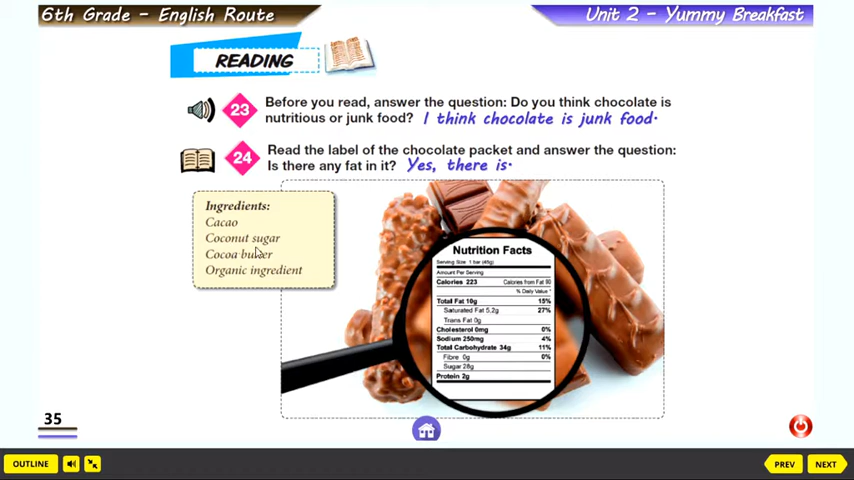 6th Grade - English Route
Unit 2 - Yummy Breakfast
READING
23
Before you read, answer the question: Do you think chocolate is
nutritious or junk food? I think chocolate is junk food.
24
Read the label of the chocolate packet and answer the question:
Is there any fat in it? Yes, there is.
Ingredients:
Cacao
Coconut sugar
Cocoa butter
Organic ingredient
Nutrition Facts
Serving Size 1 bar (45g)
Amount Per Serving
Calories 223 Calories from Fat 90
% Daily Value *
Total Fat 10g 15%
Saturated Fat 5,2g 27%
Trans Fat 0g
Cholesterol 0mg 0%
Sodium 250mg 4%
Total Carbohydrate 34g 11%
Fibre 0g 0%
Sugar 28g
Protein 2g
35
OUTLINE
PREV
NEXT